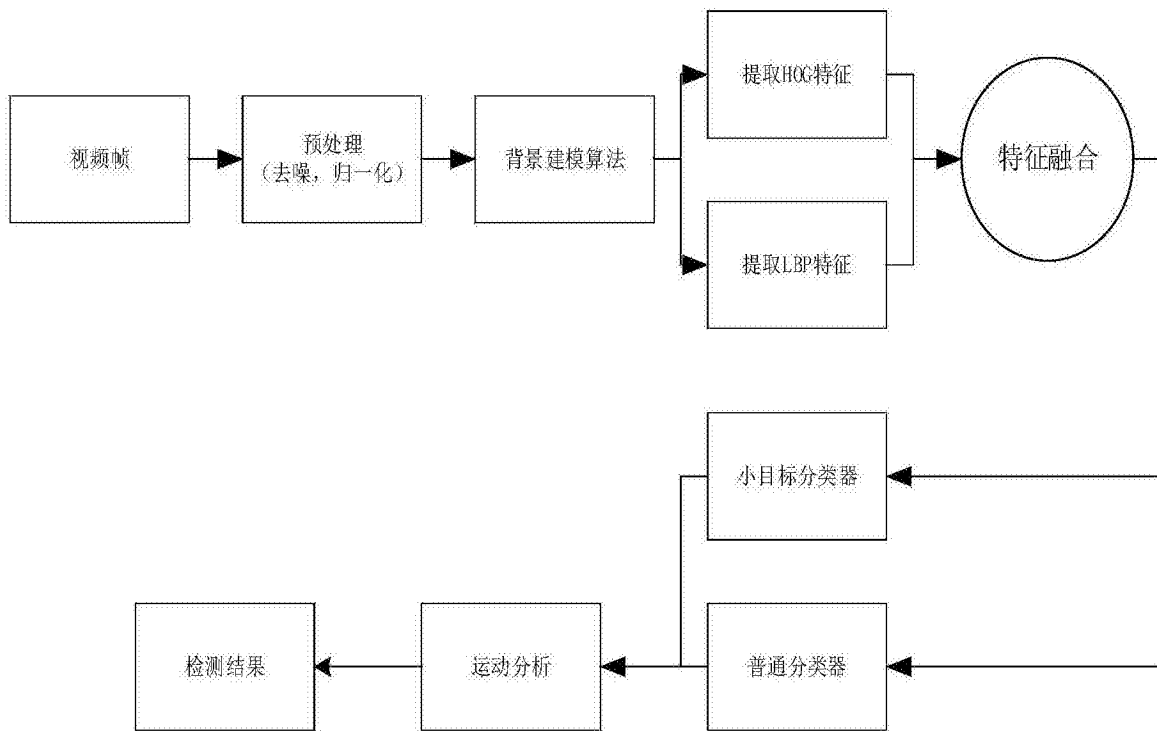 视频帧
预处理
（去噪，归一化）
背景建模算法
提取HOG特征
提取LBP特征
特征融合
小目标分类器
普通分类器
运动分析
检测结果